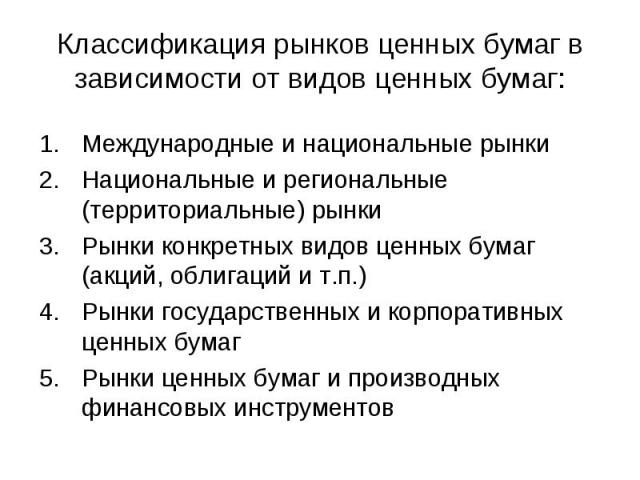 Классификация рынков ценных бумаг в
зависимости от видов ценных бумаг:
1. Международные и национальные рынки
2. Национальные и региональные
(территориальные) рынки
3. Рынки конкретных видов ценных бумаг
(акций, облигаций и т.п.)
4. Рынки государственных и корпоративных
ценных бумаг
5. Рынки ценных бумаг и производных
финансовых инструментов